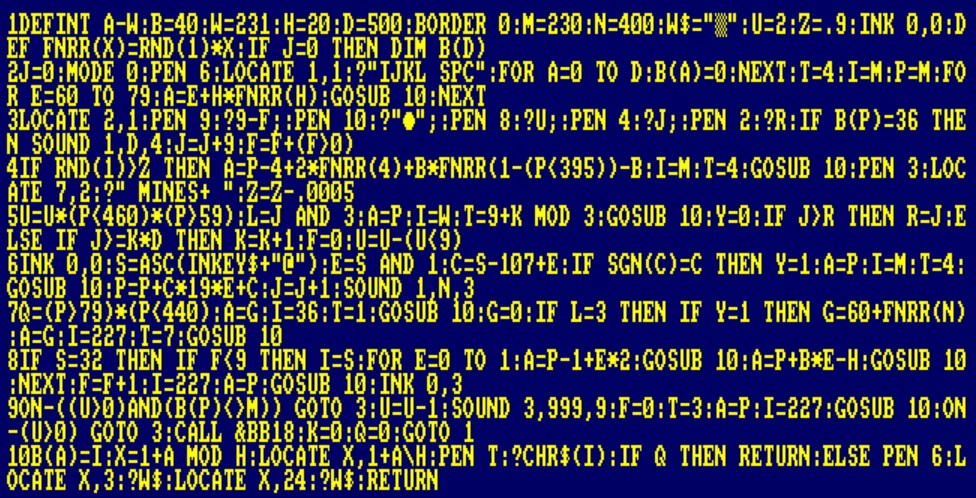 1DEFINT A-W:B=40:W=231:H=20:D=500:BORDER 0:M=230:N=400:W$="▒":U=2:Z=.9:INK 0,0:D
EF FNRR(X)=RND(1)*X:IF J=0 THEN DIM B(D)
2J=0:MODE 0:PEN 6:LOCATE 1,1:?"IJKL SPC":FOR A=0 TO D:B(A)=0:NEXT:T=4:I=M:P=M:FO
R E=60 TO 79:A=E+H*FNRR(H):GOSUB 10:NEXT
3LOCATE 2,1:PEN 9:?9-F;:PEN 10:?"●";:PEN 8:?U;:PEN 4:?J;:PEN 2:?R:IF B(P)=36 THE
N SOUND 1,D,4:J=J+9:F=F+(F>0)
4IF RND(1)>Z THEN A=P-4+2*FNRR(4)+B*FNRR(1-(P<395))-B:I=M:T=4:GOSUB 10:PEN 3:LOC
ATE 7,2:?" MINES+ ":Z=Z-.0005
5U=U*(P<460)*(P>59):L=J AND 3:A=P:I=W:T=9+K MOD 3:GOSUB 10:Y=0:IF J>R THEN R=J:E
LSE IF J>=K*D THEN K=K+1:F=0:U=U-(U<9)
6INK 0,0:S=ASC(INKEY$+"@"):E=S AND 1:C=S-107+E:IF SGN(C)=C THEN Y=1:A=P:I=M:T=4:
GOSUB 10:P=P+C*19*E+C:J=J+1:SOUND 1,N,3
7Q=(P>79)*(P<440):A=G:I=36:T=1:GOSUB 10:G=0:IF L=3 THEN IF Y=1 THEN G=60+FNRR(N)
:A=G:I=227:T=7:GOSUB 10
8IF S=32 THEN IF F<9 THEN I=S:FOR E=0 TO 1:A=P-1+E*2:GOSUB 10:A=P+B*E-H:GOSUB 10
:NEXT:F=F+1:I=227:A=P:GOSUB 10:INK 0,3
9ON-((U>0)AND(B(P)<>M)) GOTO 3:U=U-1:SOUND 3,999,9:F=0:T=3:A=P:I=227:GOSUB 10:ON
-(U>0) GOTO 3:CALL &BB18:K=0:Q=0:GOTO 1
10B(A)=I:X=1+A MOD H:LOCATE X,1+A\H:PEN T:?CHR$(I):IF Q THEN RETURN:ELSE PEN 6:L
OCATE X,3:?W$:LOCATE X,24:?W$:RETURN